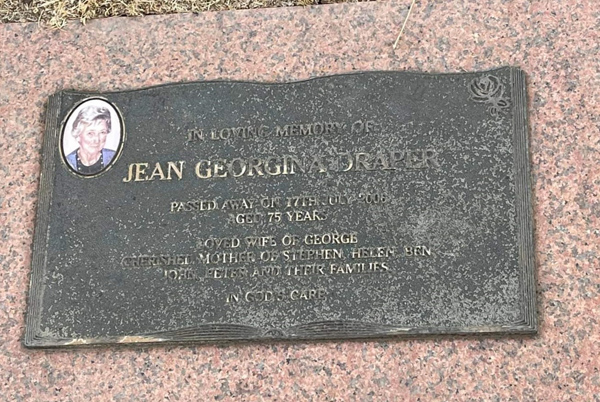 IN LOVING MEMORY OF
JEAN GEORGINA DRAPER
PASSED AWAY ON 17TH JULY 2006
AGED 75 YEARS
LOVED WIFE OF GEORGE
CHERISHED MOTHER OF STEPHEN, HELEN, BEN
JOHN, PETER AND THEIR FAMILIES
IN GOD'S CARE